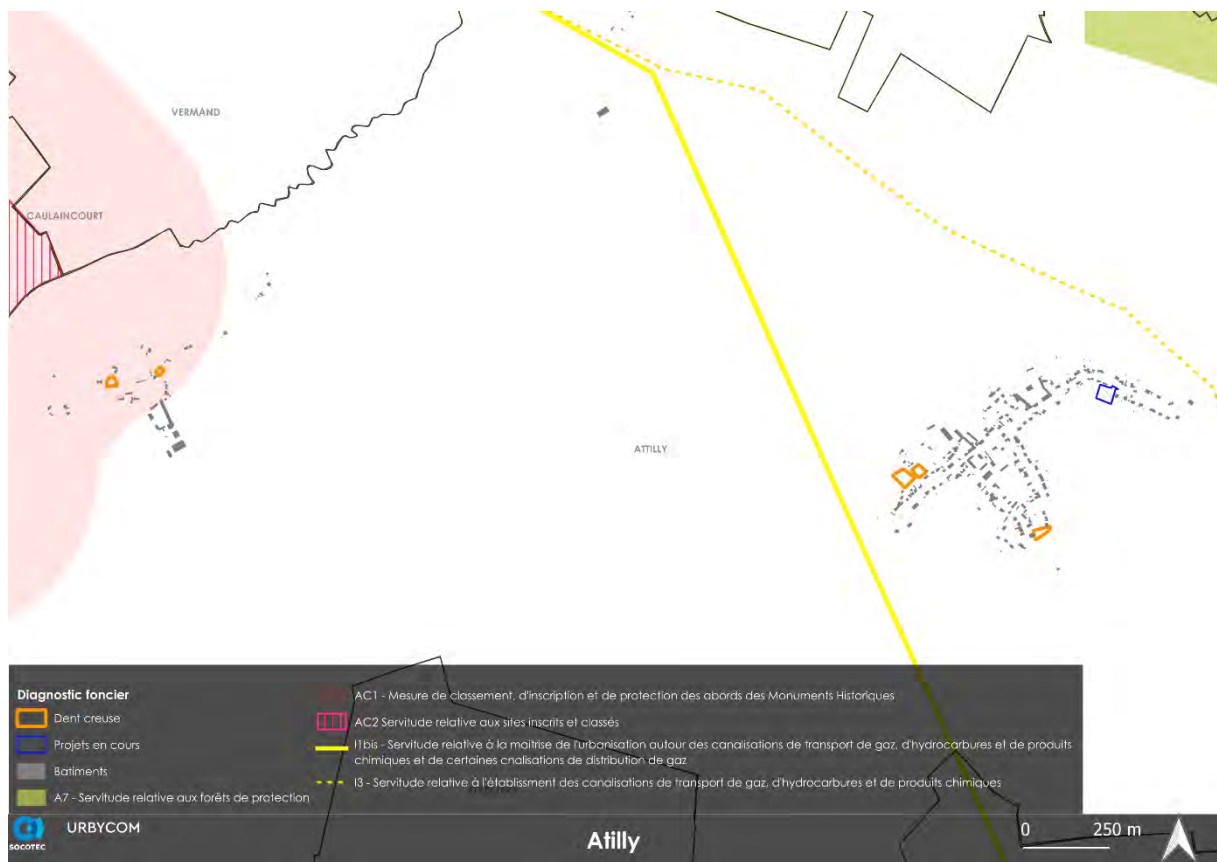 VERMAND
CAULAINCOURT
ATTILLY
Diagnostic foncier
Dent creuse
Projets en cours
Batiments
A7 - Servitude relative aux forêts de protection
AC1 - Mesure de classement, d'inscription et de protection des abords des Monuments Historiques
AC2 Servitude relative aux sites inscrits et classés
I1bis - Servitude relative à la maitrise de l'urbanisation autour des canalisations de transport de gaz, d'hydrocarbures et de produits
chimiques et de certaines cnalisations de distribution de gaz
I3 - Servitude relative à l'établissment des canalisations de transport de gaz, d'hydrocarbures et de produits chimiques
SOCOTEC
URBYCOM
Atilly
0 250 m